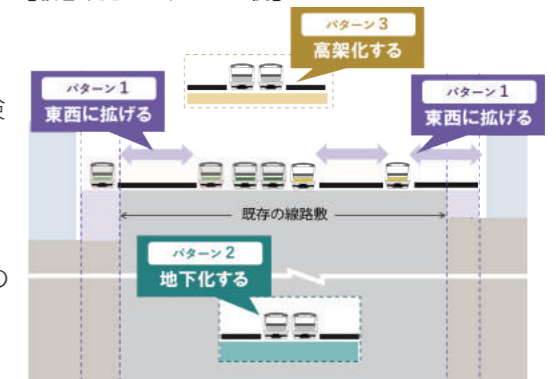 パターン 3
高架化する
パターン 1
東西に拡げる
パターン 1
東西に拡げる
既存の線路敷
パターン 2
地下化する
の